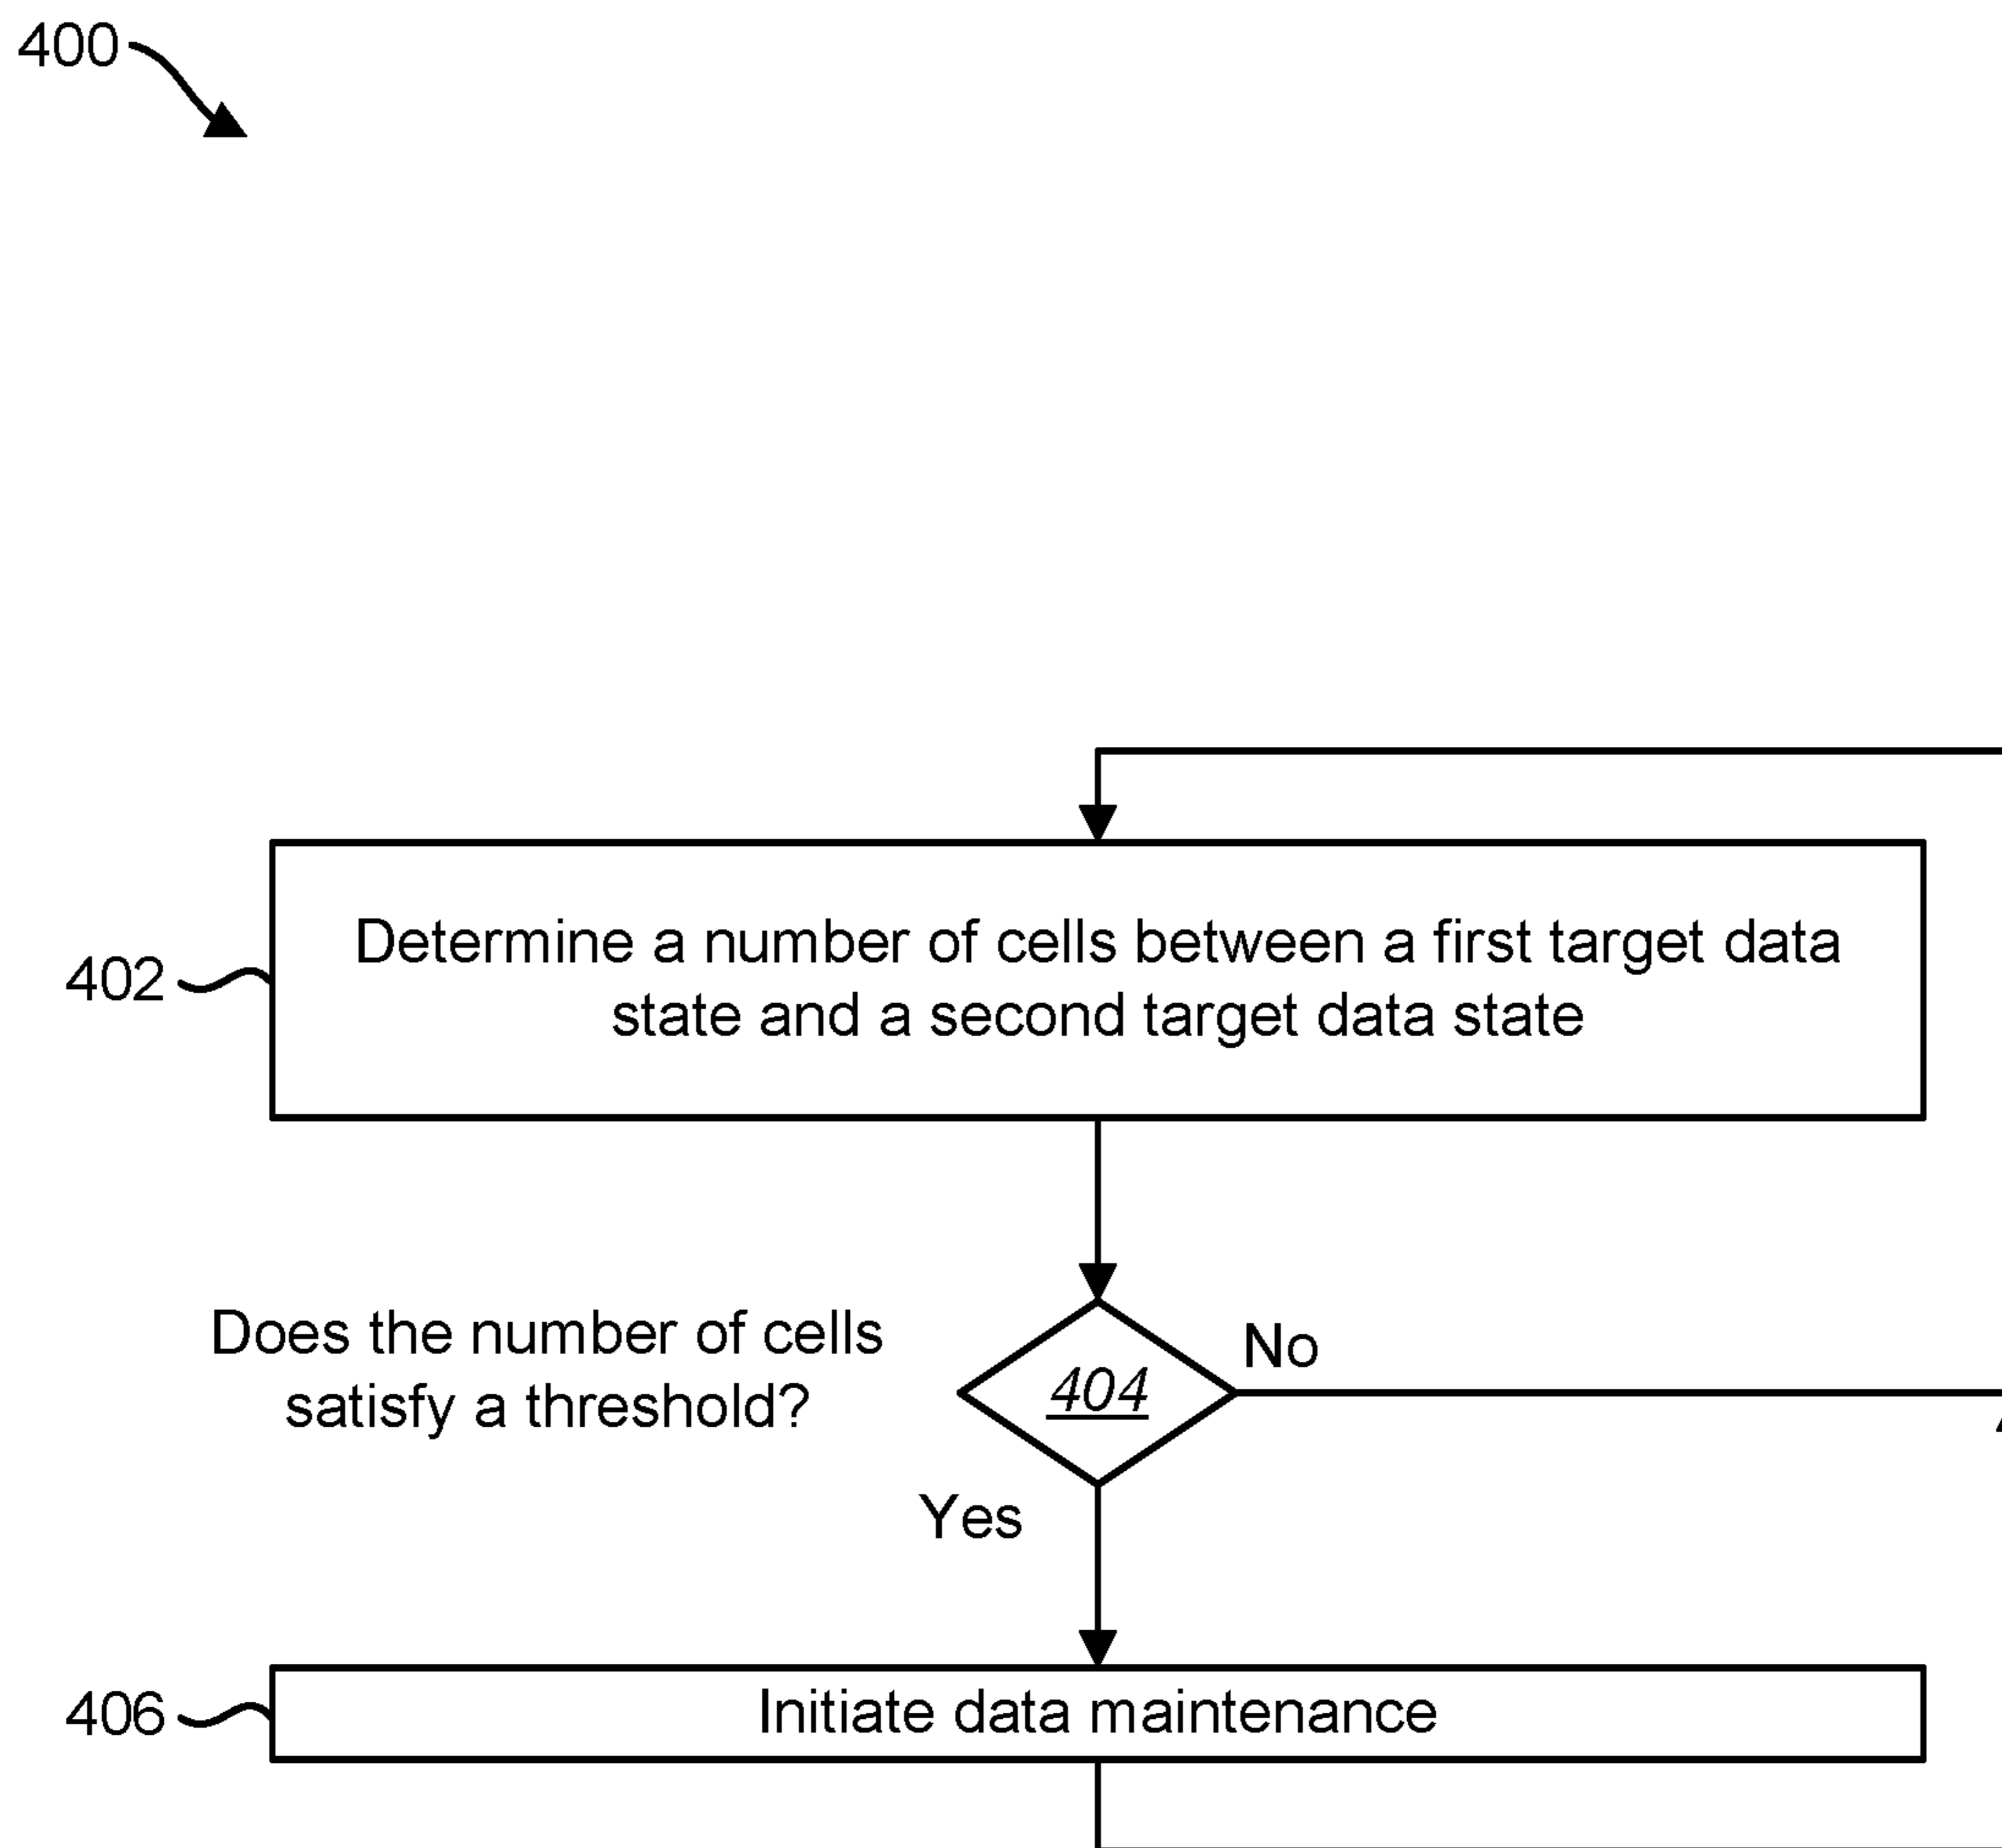 400
Determine a number of cells between a first target data
state and a second target data state
402
Does the number of cells
satisfy a threshold?
404
No
Yes
406
Initiate data maintenance